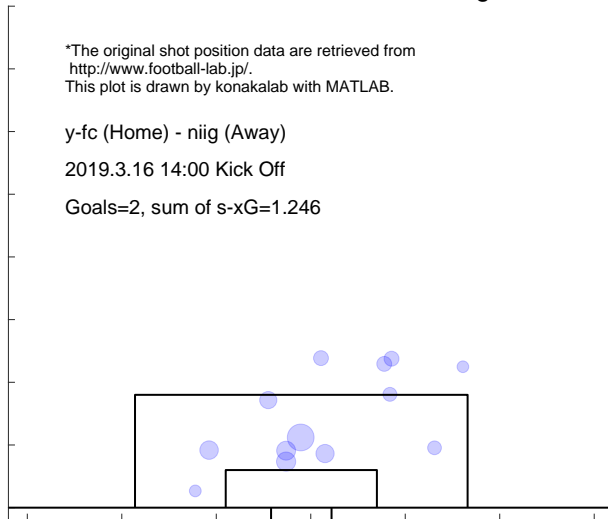 *The original shot position data are retrieved from
http://www.football-lab.jp/.
This plot is drawn by konakalab with MATLAB.
y-fc (Home) - niig (Away)
2019.3.16 14:00 Kick Off
Goals=2, sum of s-xG=1.246